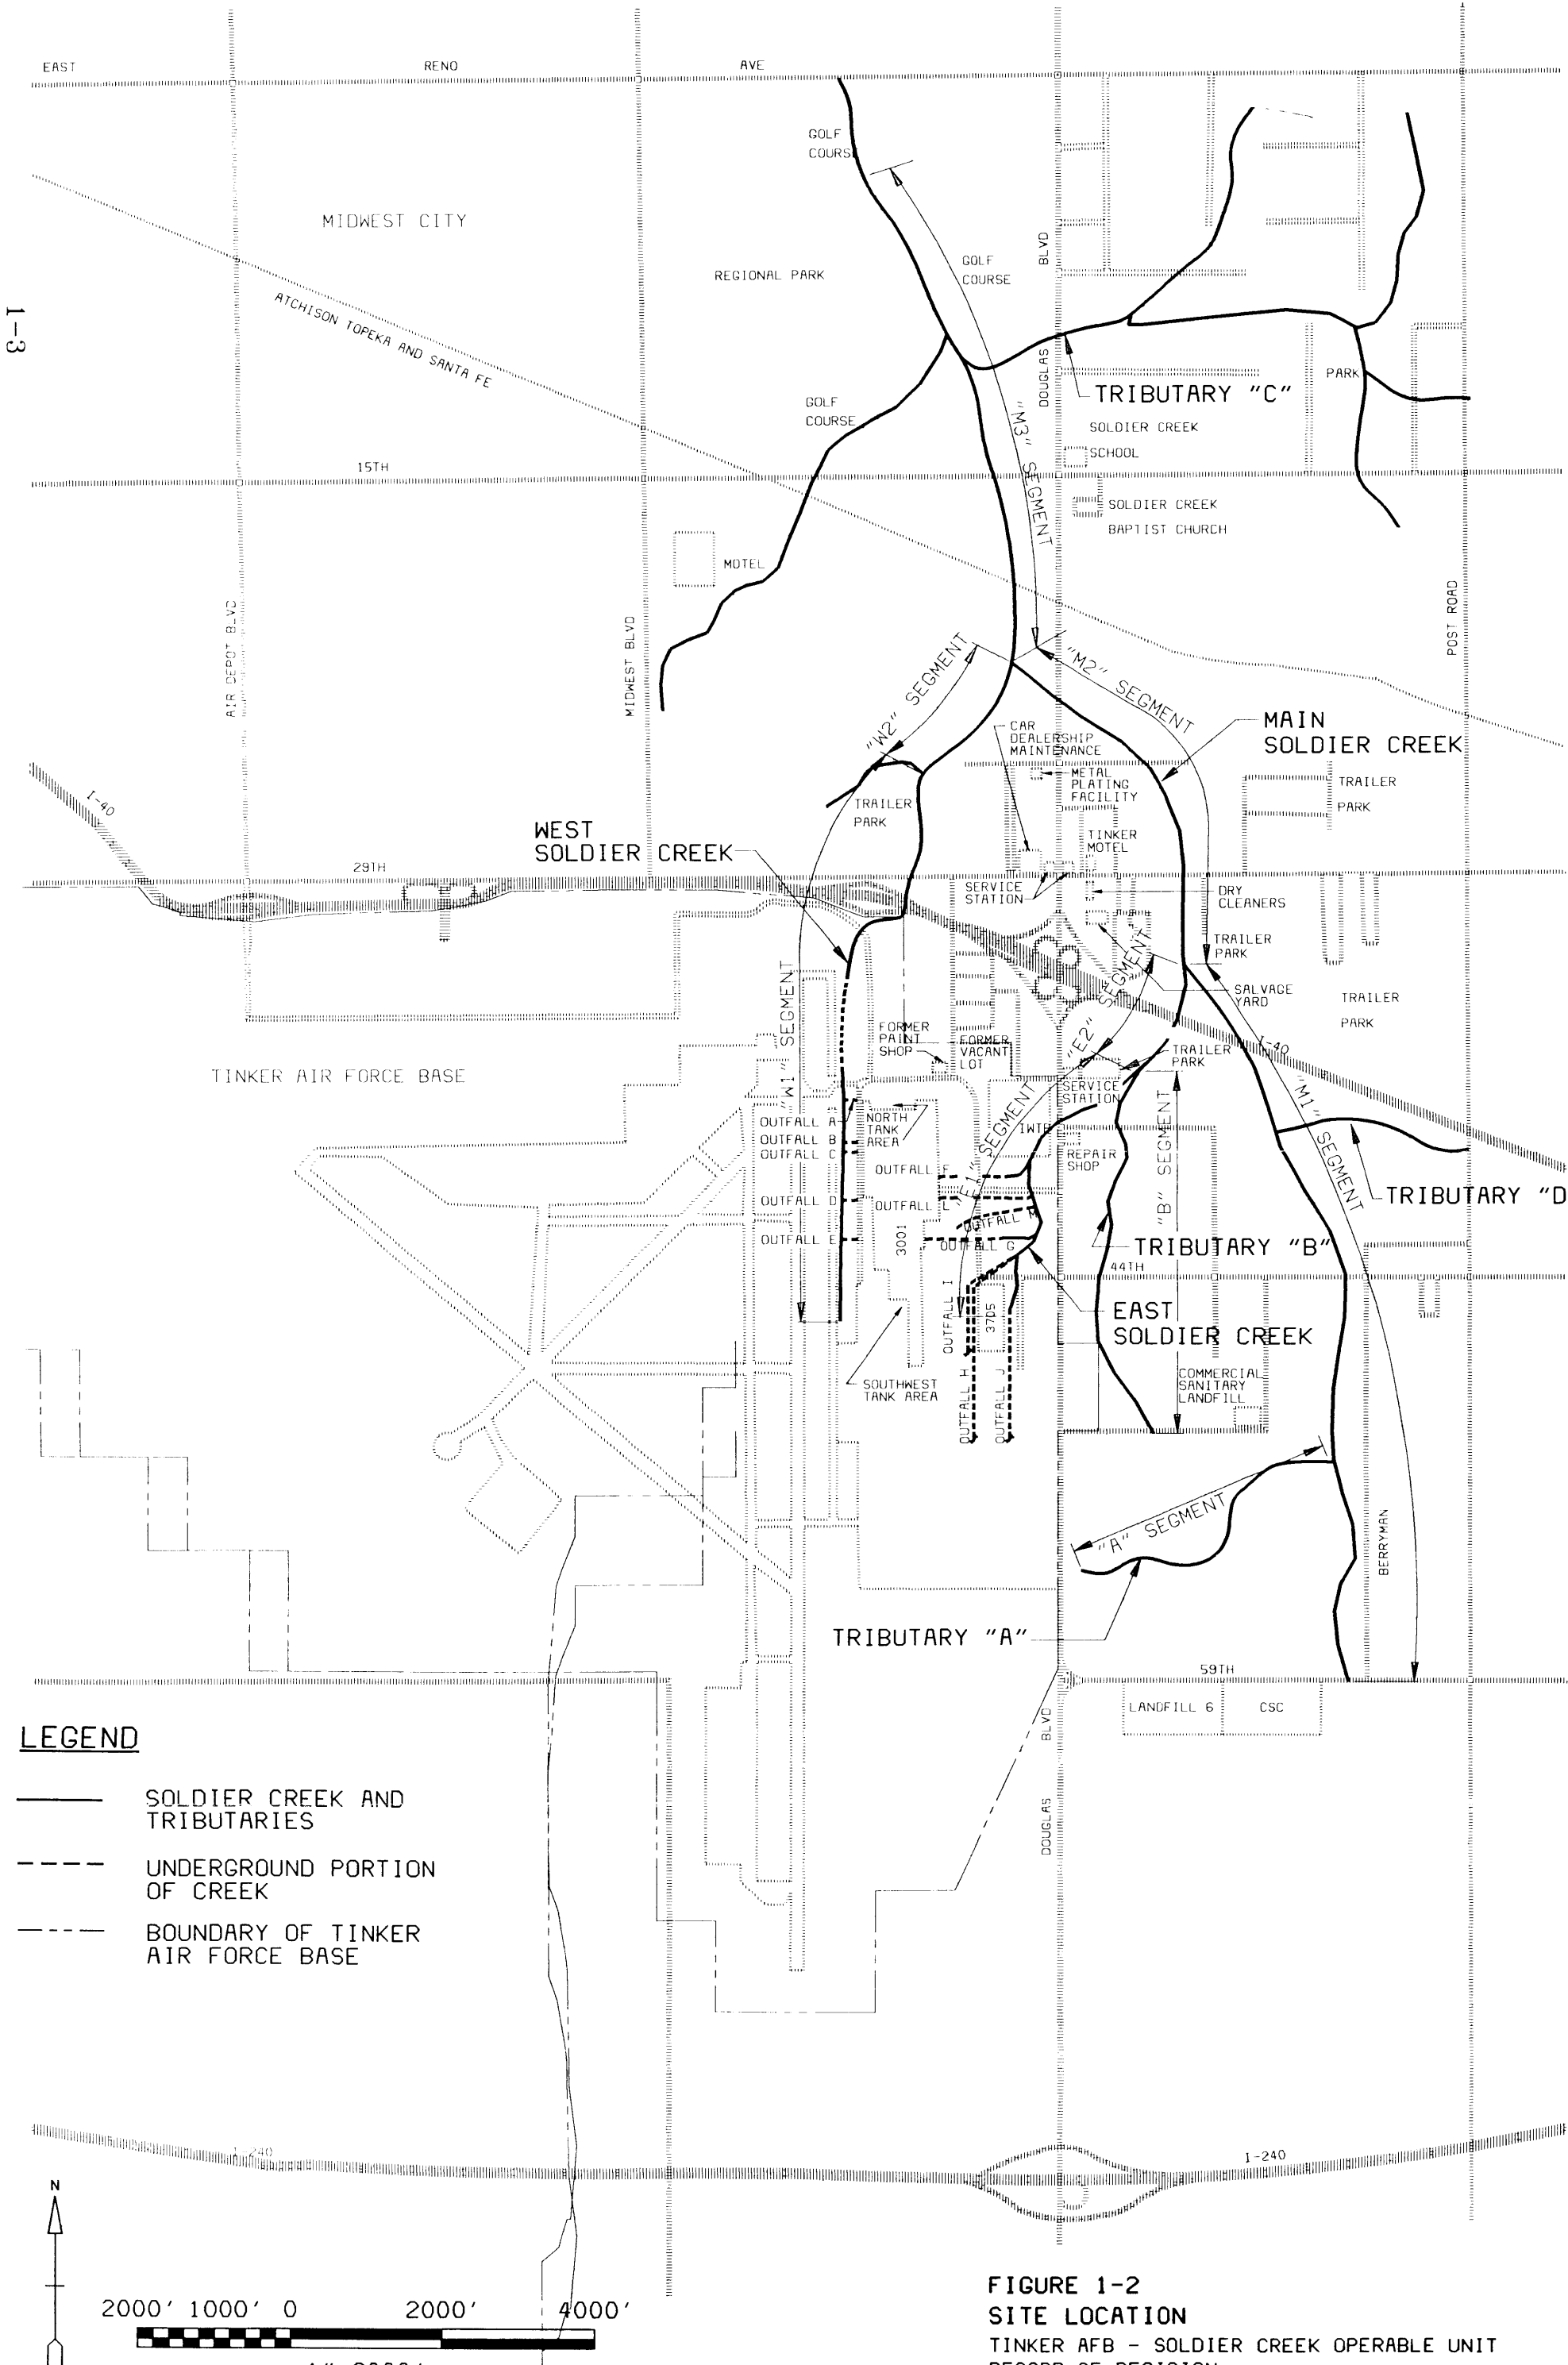 1-3
EAST RENO AVE
GOLF
COURSE
MIDWEST CITY
REGIONAL PARK
GOLF
COURSE
DOUGLAS BLVD
ATCHISON TOPEKA AND SANTA FE
GOLF
COURSE
TRIBUTARY "C"
PARK
SOLDIER CREEK
SCHOOL
15TH
"M3" SEGMENT
SOLDIER CREEK
BAPTIST CHURCH
MOTEL
AIR DEPOT BLVD
MIDWEST BLVD
POST ROAD
"W2" SEGMENT
"M2" SEGMENT
MAIN
SOLDIER CREEK
CAR
DEALERSHIP
MAINTENANCE
METAL
PLATING
FACILITY
TRAILER
PARK
TRAILER
PARK
I-40
WEST
SOLDIER CREEK
TINKER
MOTEL
29TH
SERVICE
STATION
DRY
CLEANERS
TRAILER
PARK
SALVAGE
YARD
TRAILER
PARK
"W1" SEGMENT
"E2" SEGMENT
FORMER
PAINT
SHOP
FORMER
VACANT
LOT
I-40
TRAILER
PARK
TINKER AIR FORCE BASE
SERVICE
STATION
"M1" SEGMENT
"B" SEGMENT
"E1" SEGMENT
OUTFALL A
OUTFALL B
OUTFALL C
NORTH
TANK
AREA
IWTP
REPAIR
SHOP
OUTFALL F
OUTFALL D
OUTFALL L
OUTFALL M
TRIBUTARY "D
OUTFALL E
3001
OUTFALL G
TRIBUTARY "B"
44TH
OUTFALL I
3705
EAST
SOLDIER CREEK
SOUTHWEST
TANK AREA
OUTFALL H
OUTFALL J
COMMERCIAL
SANITARY
LANDFILL
"A" SEGMENT
BERRYMAN
TRIBUTARY "A"
59TH
LANDFILL 6
CSC
DOUGLAS BLVD
LEGEND
SOLDIER CREEK AND
TRIBUTARIES
UNDERGROUND PORTION
OF CREEK
BOUNDARY OF TINKER
AIR FORCE BASE
I-240
I-240
N
2000' 1000' 0 2000' 4000'
FIGURE 1-2
SITE LOCATION
TINKER AFB - SOLDIER CREEK OPERABLE UNIT
RECORD OF DECISION